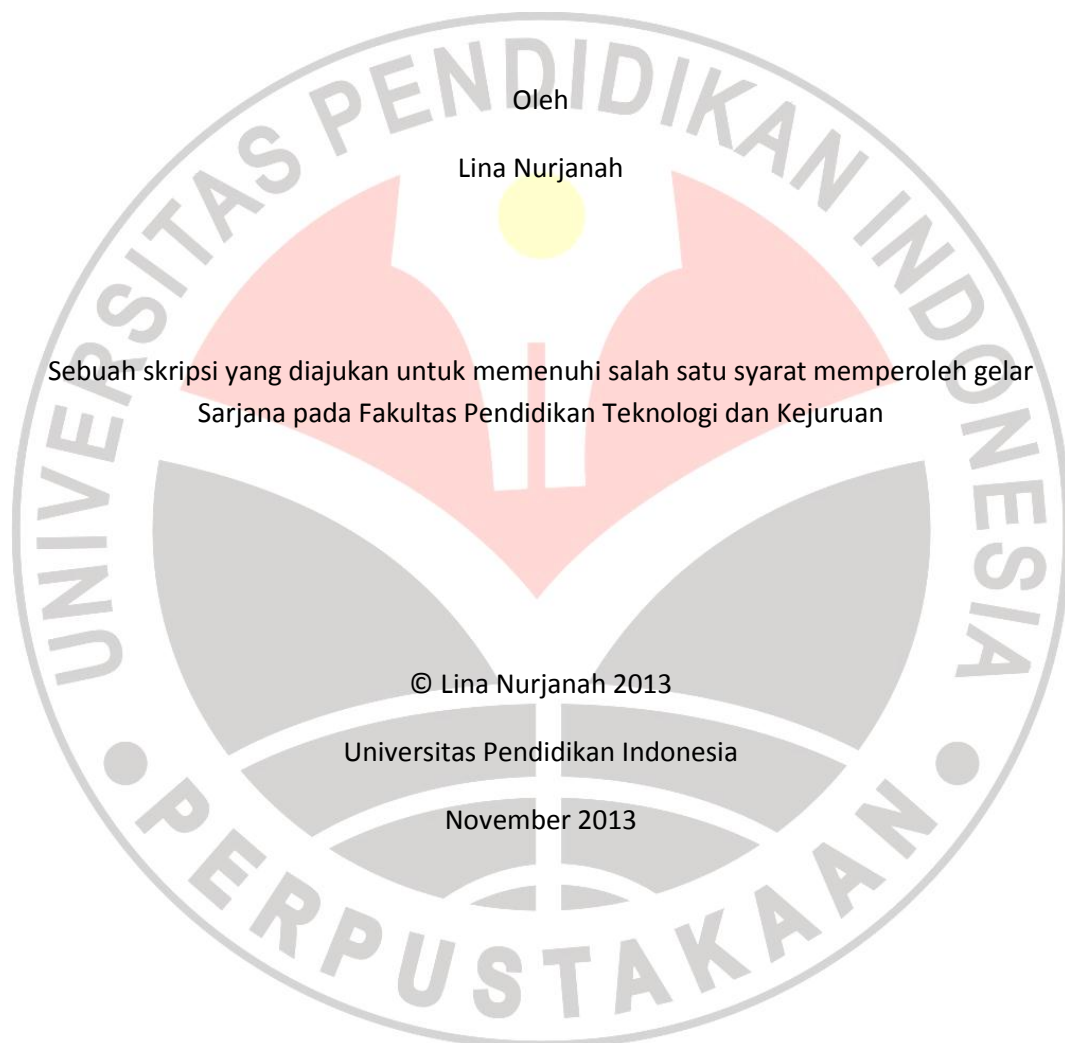 UNIVERSITAS PENDIDIKAN INDONESIA
Oleh
Lina Nurjanah
Sebuah skripsi yang diajukan untuk memenuhi salah satu syarat memperoleh gelar
Sarjana pada Fakultas Pendidikan Teknologi dan Kejuruan
© Lina Nurjanah 2013
Universitas Pendidikan Indonesia
November 2013
PERPUSTAKAAN